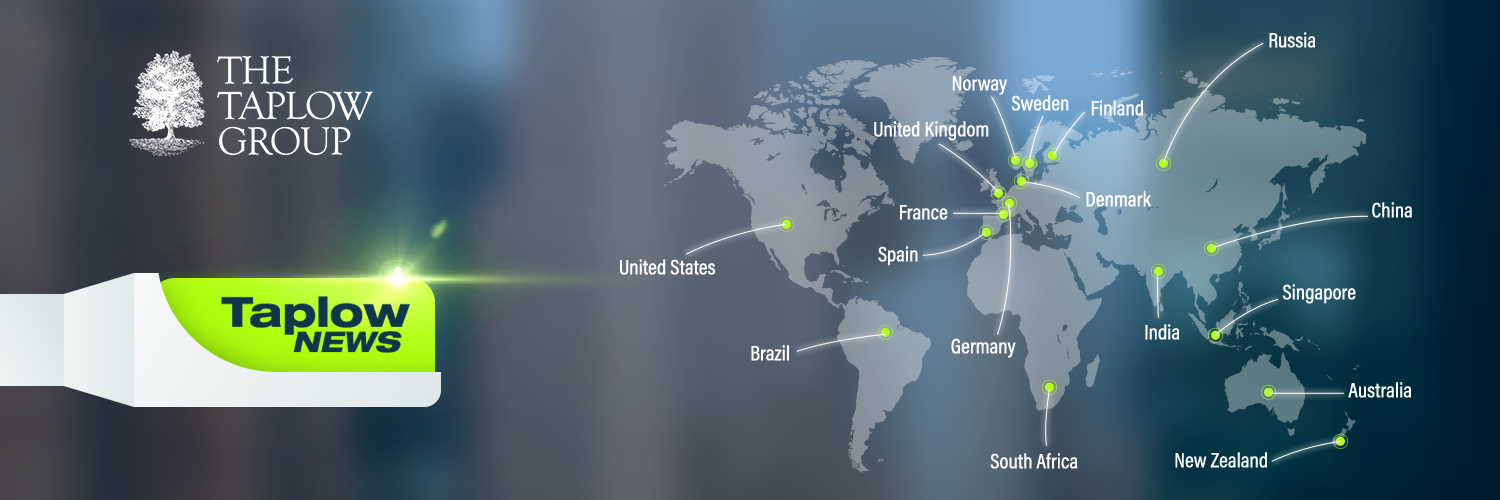 THE
TAPLOW
GROUP
Taplow
NEWS
Russia
Norway
Sweden
Finland
United Kingdom
Denmark
France
China
Spain
United States
Singapore
India
Germany
Brazil
Australia
South Africa
New Zealand